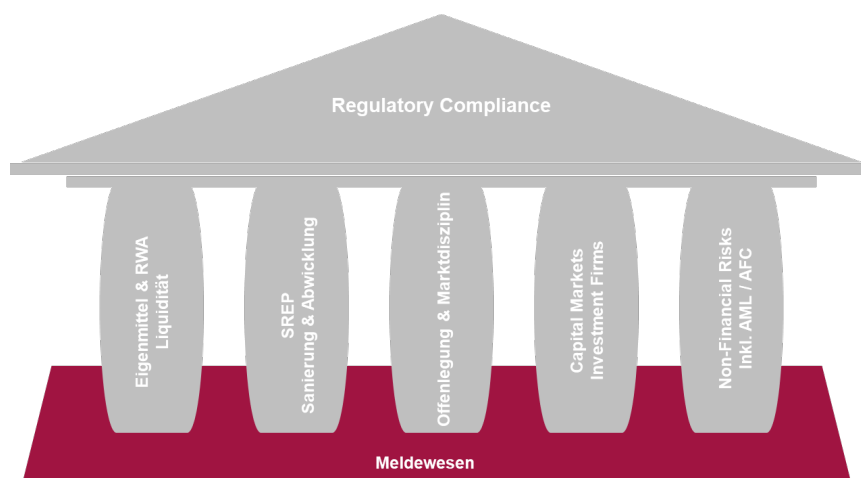 Regulatory Compliance
Eigenmittel & RWA
Liquidität
SREP
Sanierung & Abwicklung
Offenlegung & Marktdisziplin
Capital Markets
Investment Firms
Non-Financial Risks
Inkl. AML / AFC
Meldewesen